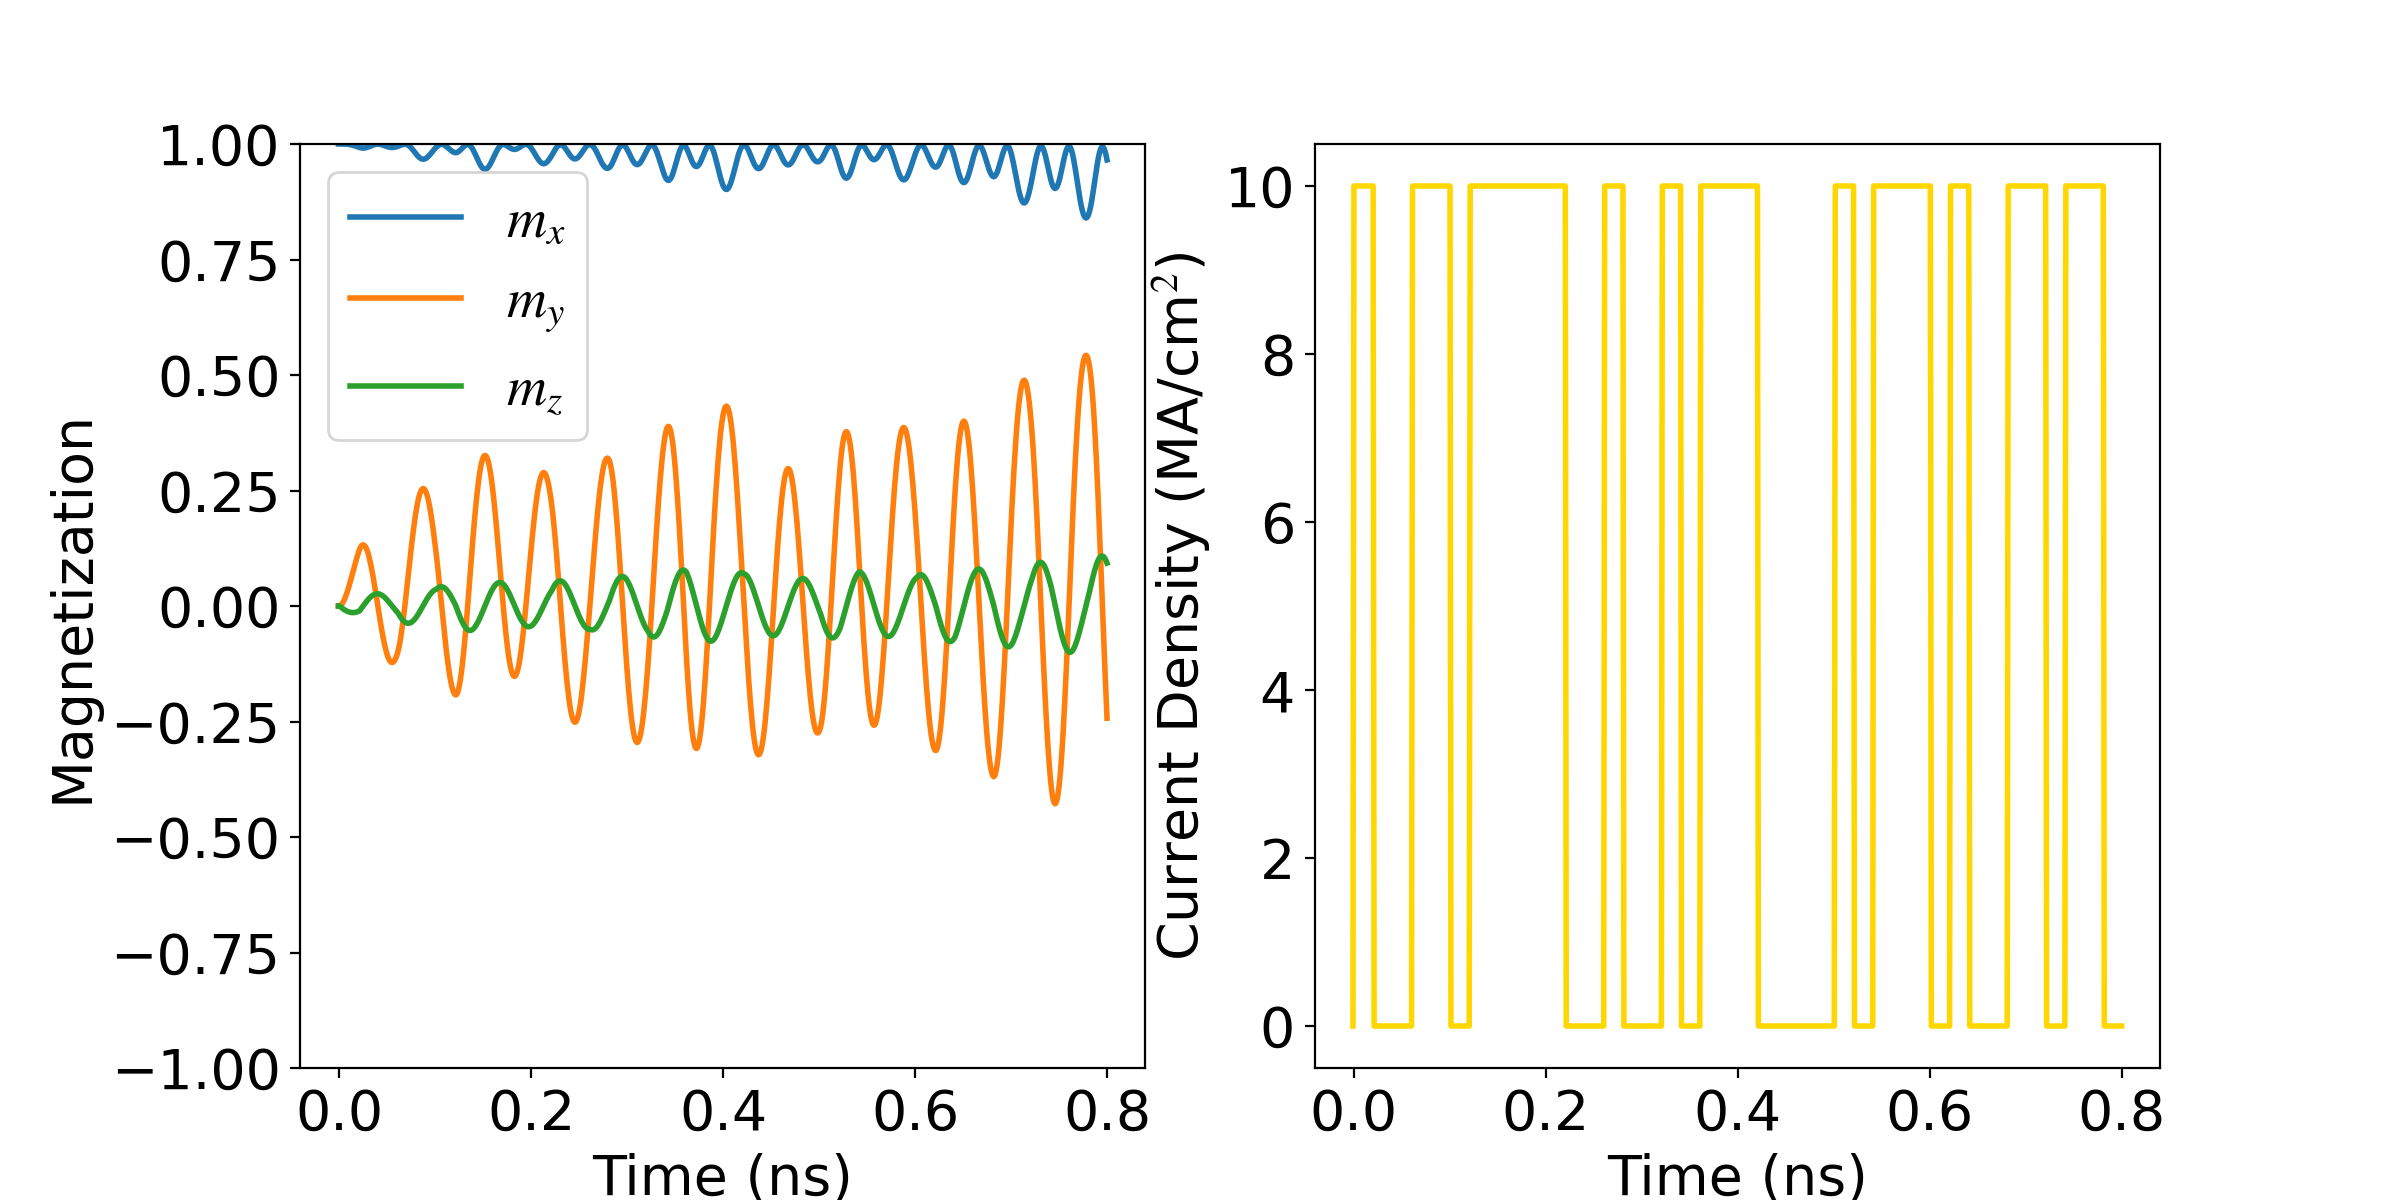 1.00
0.75
0.50
0.25
0.00
−0.25
−0.50
−0.75
−1.00
Magnetization
m_x
m_y
m_z
0.0 0.2 0.4 0.6 0.8
Time (ns)
Current Density (MA/cm²)
10
8
6
4
2
0
0.0 0.2 0.4 0.6 0.8
Time (ns)